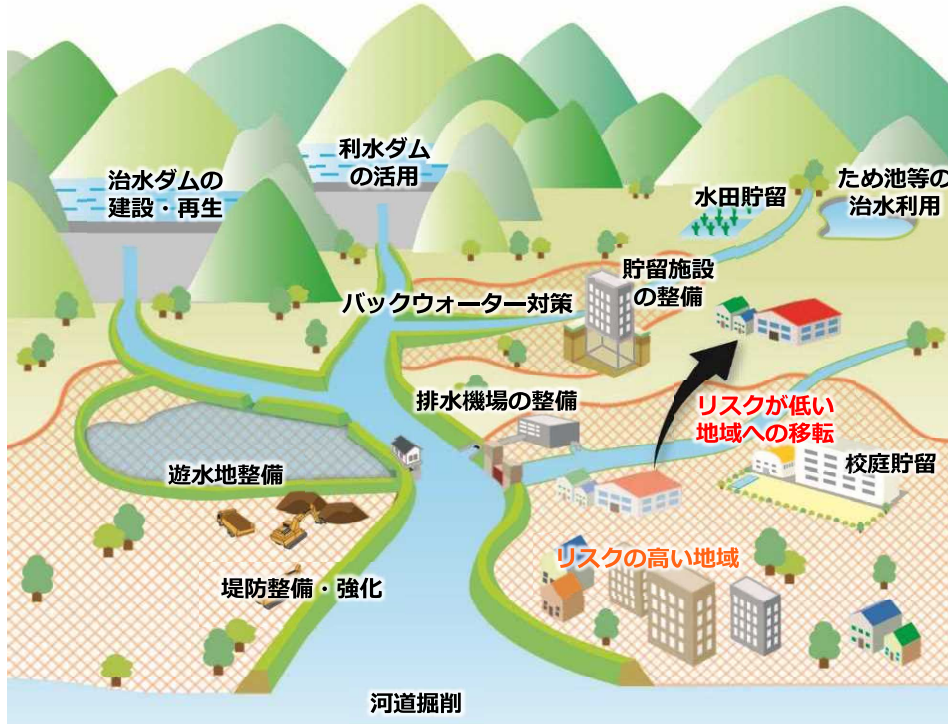 治水ダムの
建設・再生
利水ダム
の活用
水田貯留
ため池等の
治水利用
貯留施設
の整備
バックウォーター対策
排水機場の整備
リスクが低い
地域への移転
校庭貯留
遊水地整備
リスクの高い地域
堤防整備・強化
河道掘削